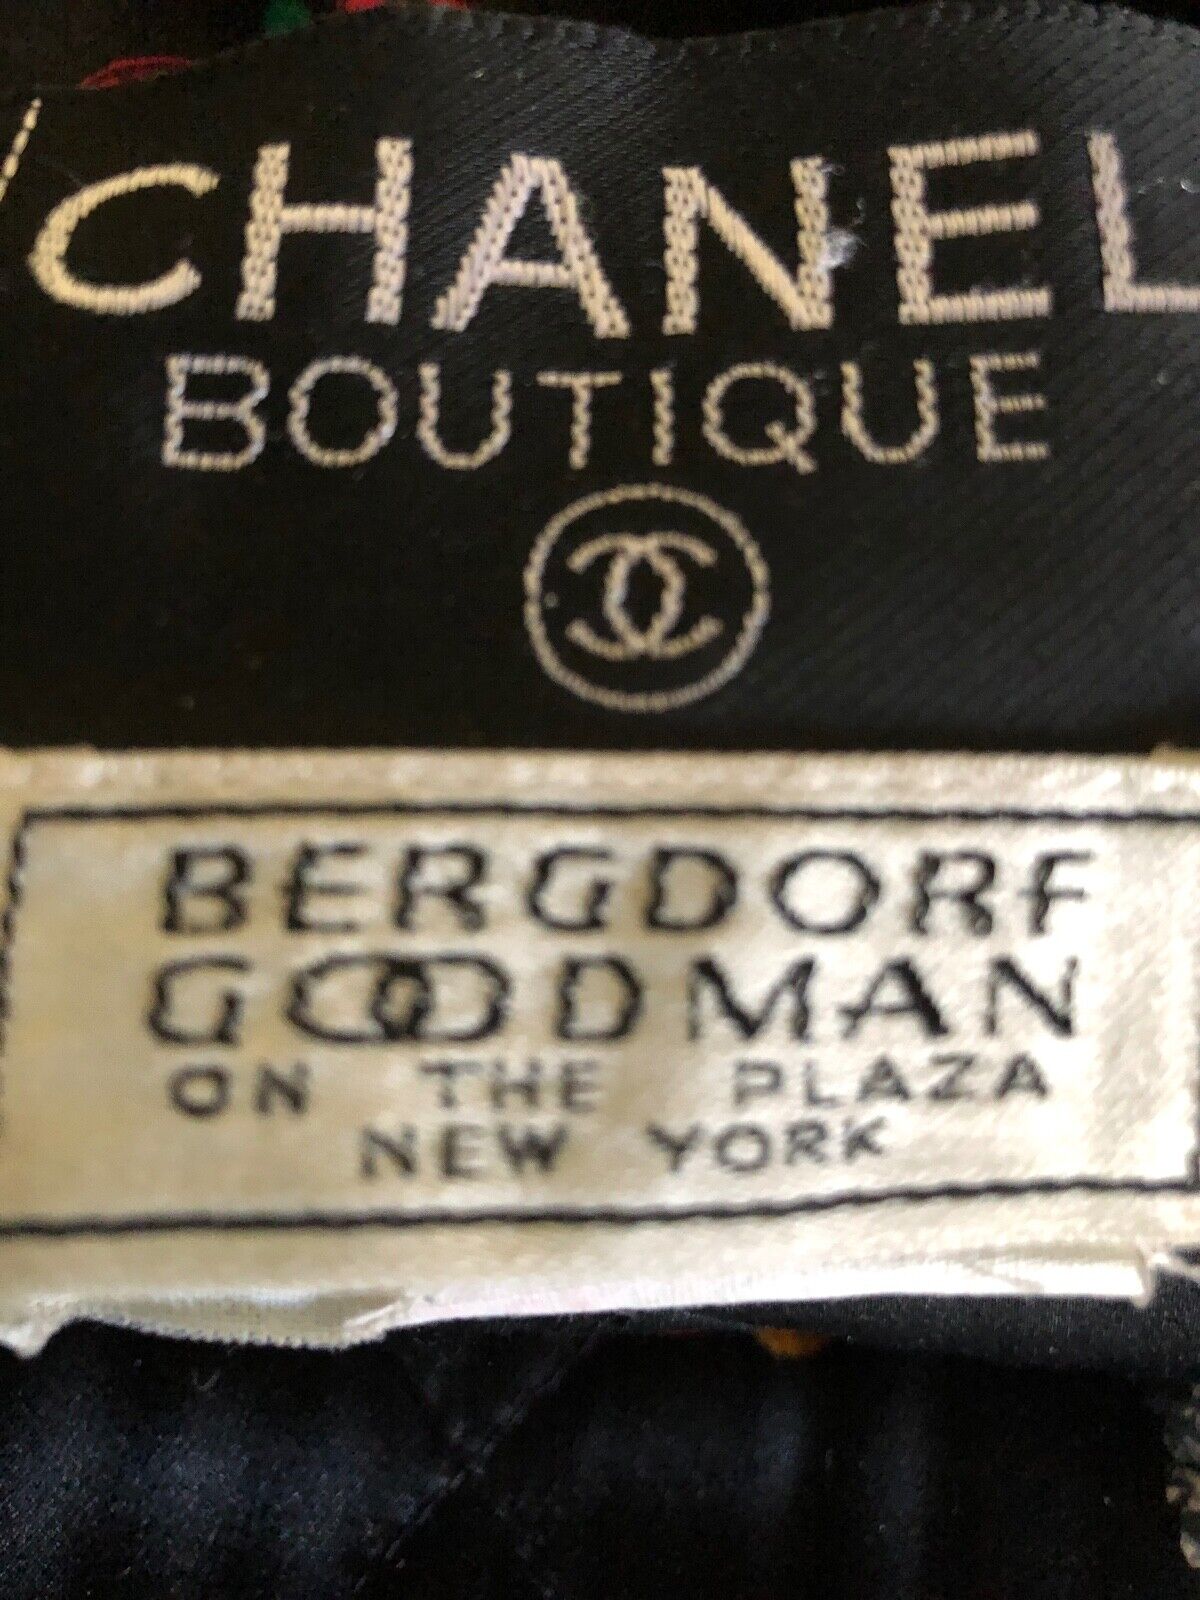 CHANEL
BOUTIQUE
BERGDORF
GOODMAN
ON THE PLAZA
NEW YORK